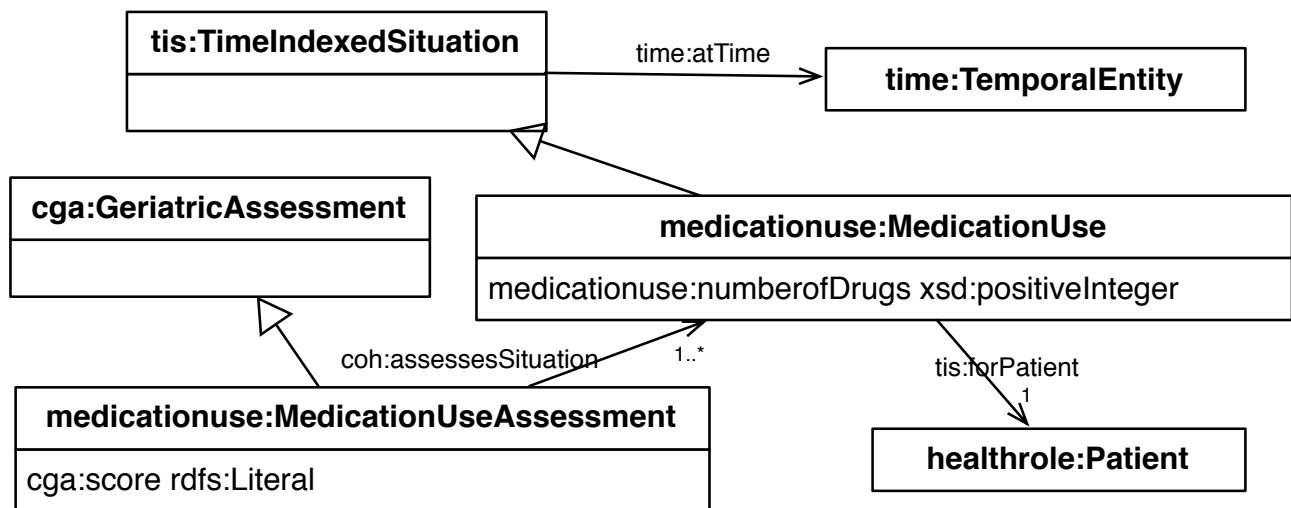 tis:TimeIndexedSituation
time:atTime
time:TemporalEntity
cga:GeriatricAssessment
medicationuse:MedicationUse
medicationuse:numberofDrugs xsd:positiveInteger
coh:assessesSituation
1..*
tis:forPatient
1
medicationuse:MedicationUseAssessment
cga:score rdfs:Literal
healthrole:Patient